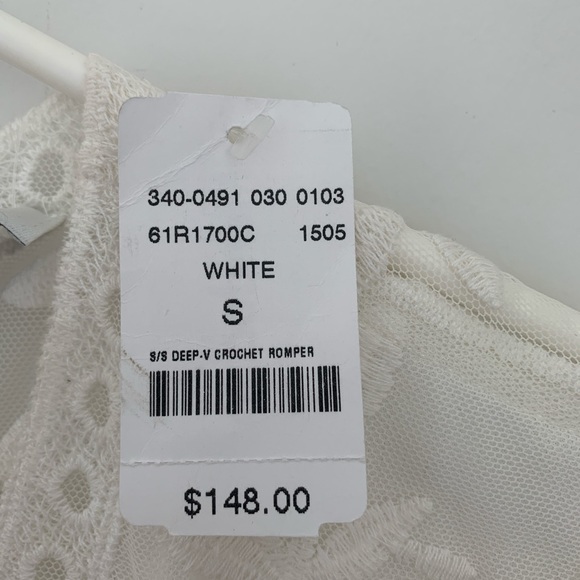 340-0491 030 0103
61R1700C 1505
WHITE
S
S/S DEEP-V CROCHET ROMPER
$148.00